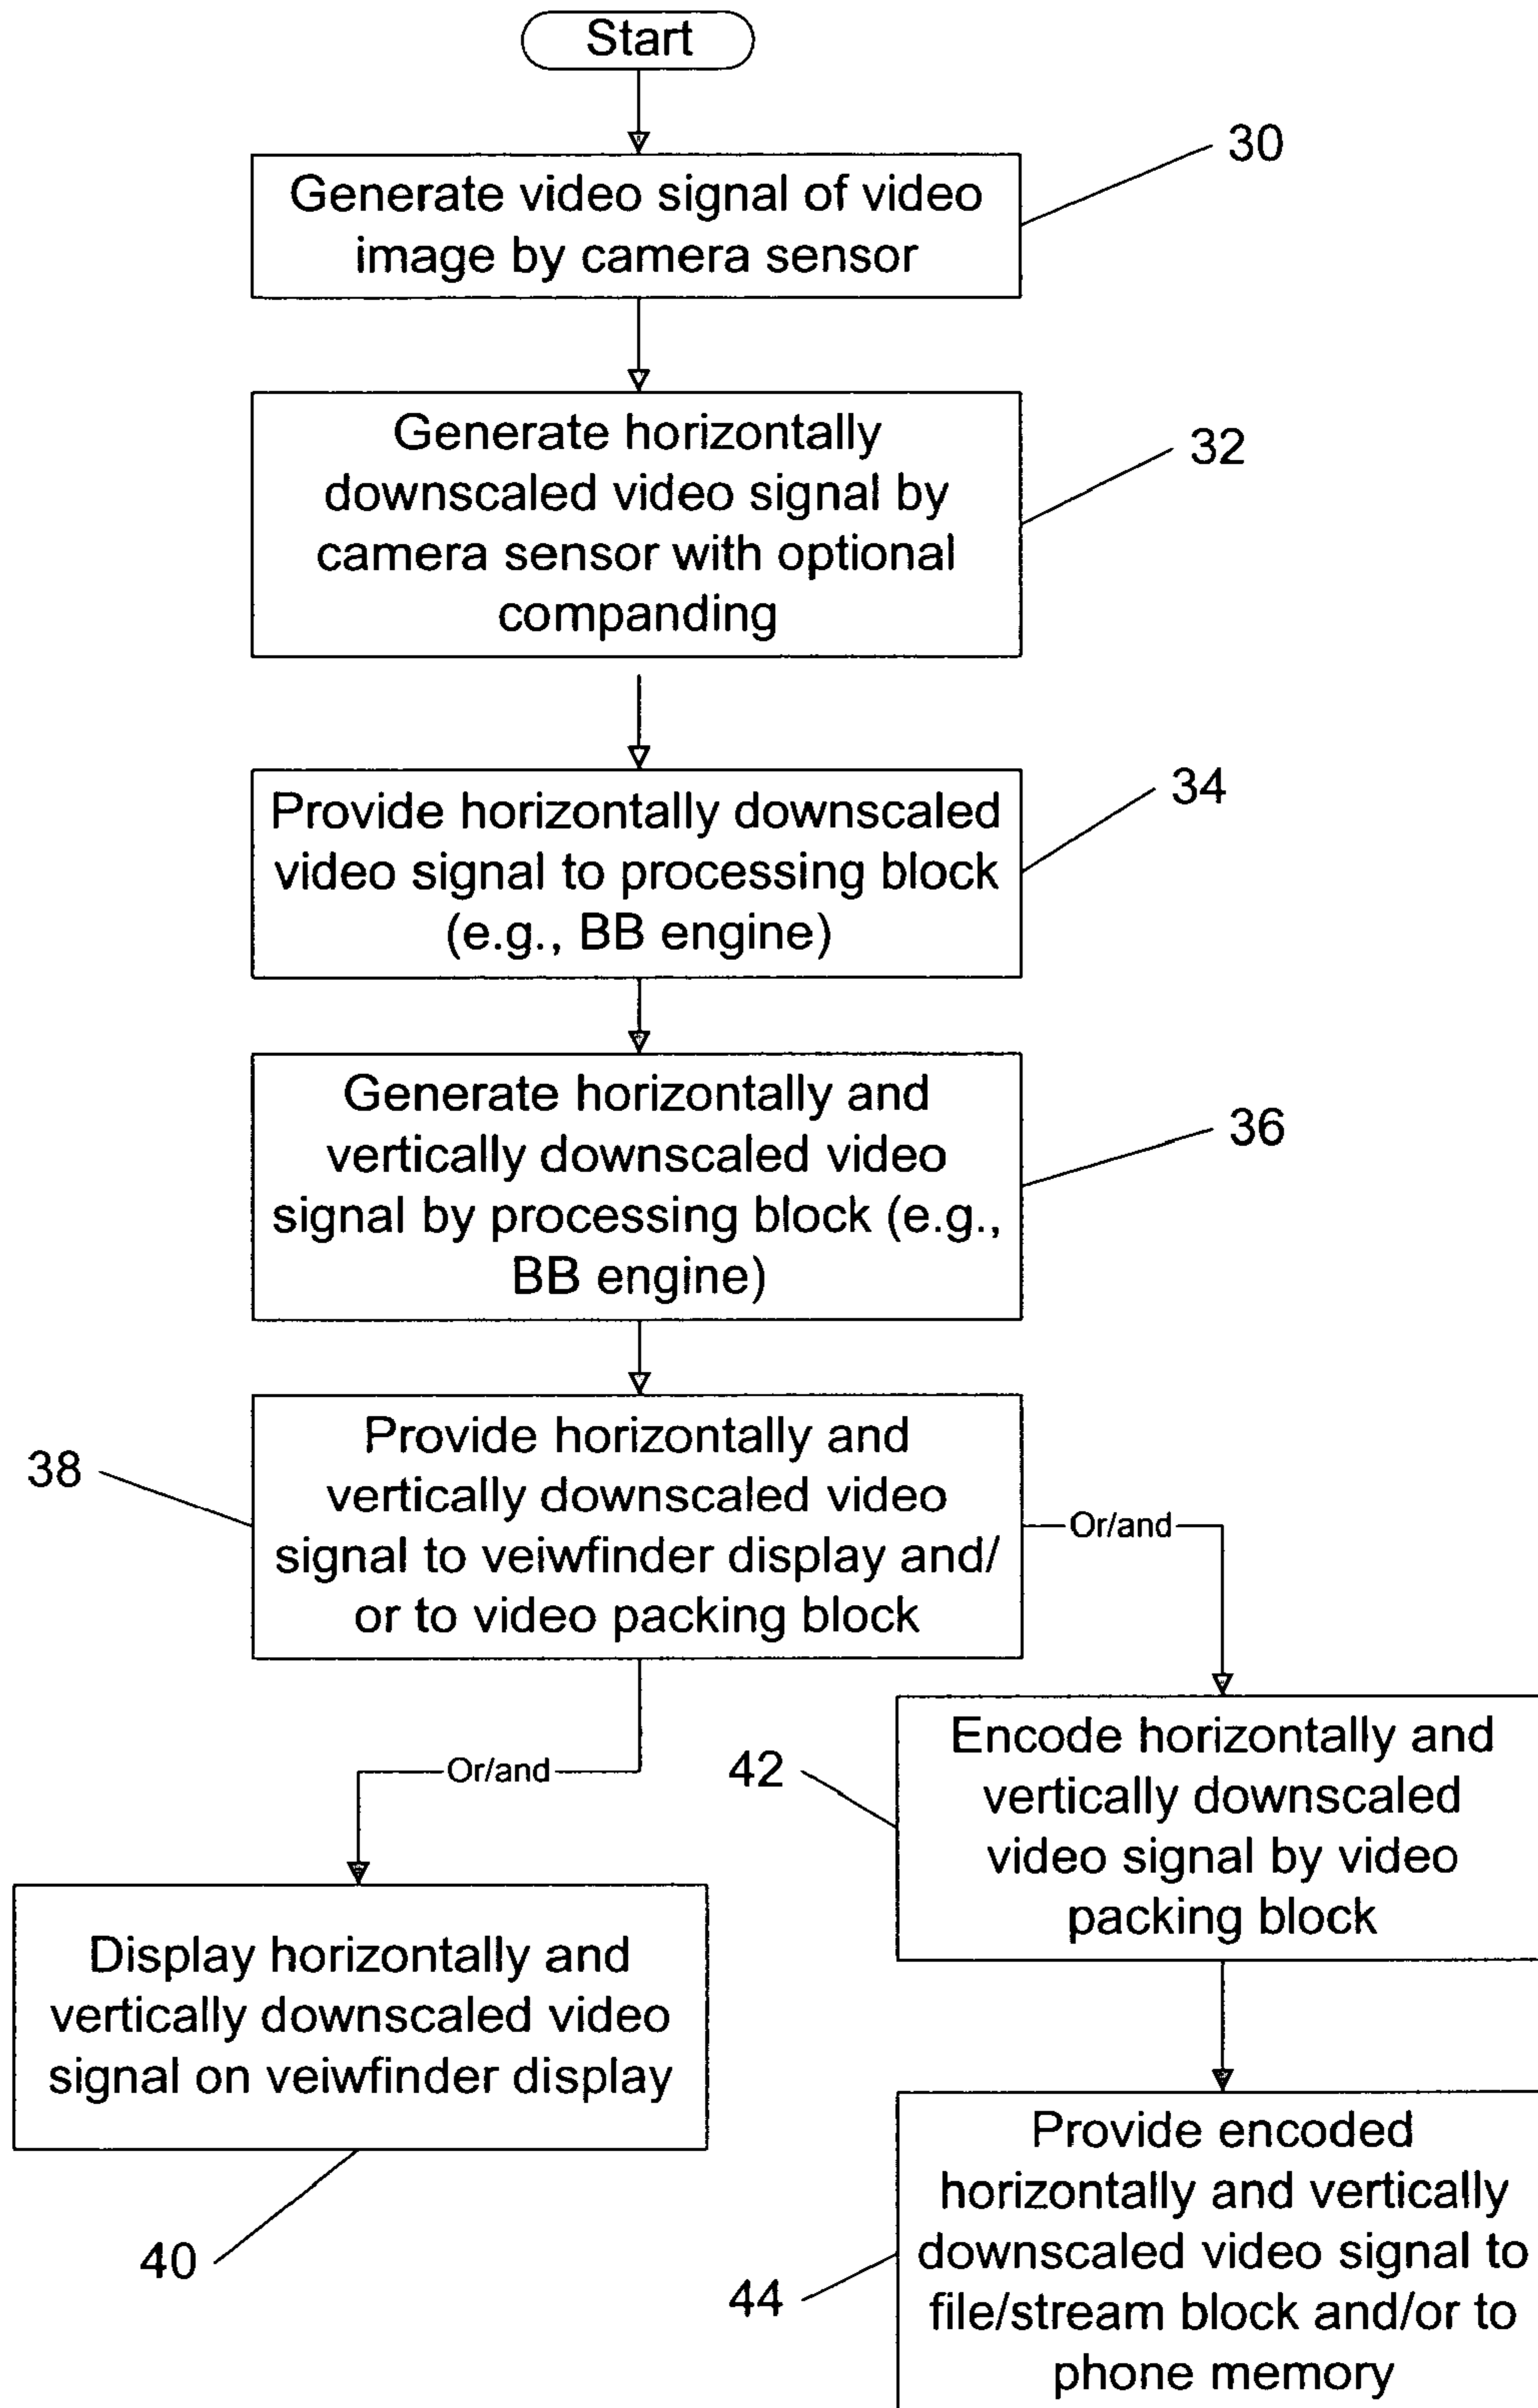 Start
30
Generate video signal of video
image by camera sensor
32
Generate horizontally
downscaled video signal by
camera sensor with optional
companding
34
Provide horizontally downscaled
video signal to processing block
(e.g., BB engine)
36
Generate horizontally and
vertically downscaled video
signal by processing block (e.g.,
BB engine)
38
Provide horizontally and
vertically downscaled video
signal to veiwfinder display and/
or to video packing block
Or/and
Or/and
42
Encode horizontally and
vertically downscaled
video signal by video
packing block
Display horizontally and
vertically downscaled video
signal on veiwfinder display
40
44
Provide encoded
horizontally and vertically
downscaled video signal to
file/stream block and/or to
phone memory